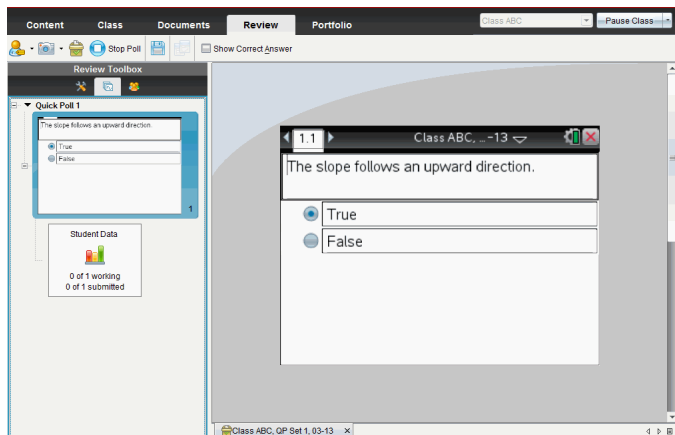 Content Class Documents Review Portfolio Class ABC Pause Class
Stop Poll Show Correct Answer
Review Toolbox
Quick Poll 1
The slope follows an upward direction.
True
False
1
Student Data
0 of 1 working
0 of 1 submitted
1.1 Class ABC, ...-13
The slope follows an upward direction.
True
False
Class ABC, QP Set 1, 03-13